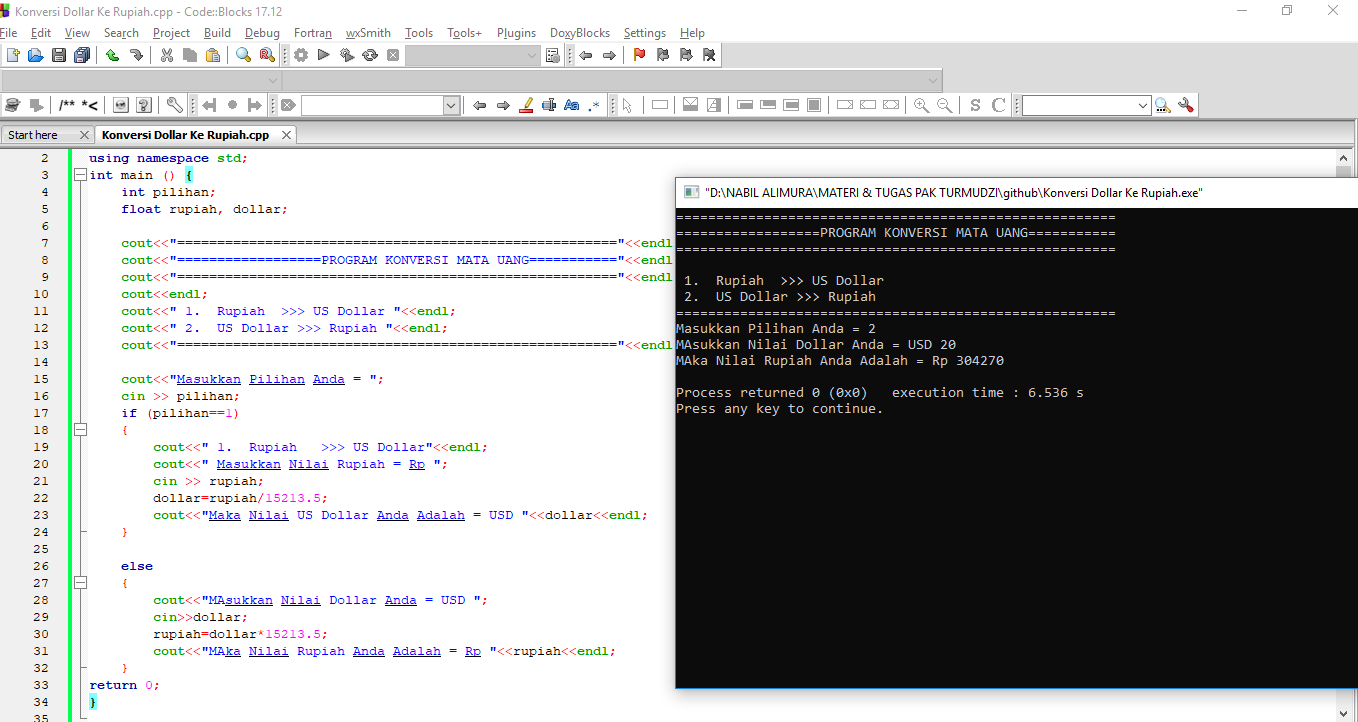 Konversi Dollar Ke Rupiah.cpp - Code::Blocks 17.12
File Edit View Search Project Build Debug Fortran wxSmith Tools Tools+ Plugins DoxyBlocks Settings Help
/** *<
S C
Start here Konversi Dollar Ke Rupiah.cpp
2 using namespace std;
3 int main () {
4 int pilihan;
5 float rupiah, dollar;
6
7 cout<<"======================================================="<<endl
8 cout<<"==================PROGRAM KONVERSI MATA UANG==========="<<endl
9 cout<<"======================================================="<<endl
10 cout<<endl;
11 cout<<" 1.  Rupiah  >>> US Dollar "<<endl;
12 cout<<" 2.  US Dollar >>> Rupiah "<<endl;
13 cout<<"======================================================="<<endl
14
15 cout<<"Masukkan Pilihan Anda = ";
16 cin >> pilihan;
17 if (pilihan==1)
18 {
19 cout<<" 1.  Rupiah   >>> US Dollar"<<endl;
20 cout<<" Masukkan Nilai Rupiah = Rp ";
21 cin >> rupiah;
22 dollar=rupiah/15213.5;
23 cout<<"Maka Nilai US Dollar Anda Adalah = USD "<<dollar<<endl;
24 }
25
26 else
27 {
28 cout<<"MAsukkan Nilai Dollar Anda = USD ";
29 cin>>dollar;
30 rupiah=dollar*15213.5;
31 cout<<"MAka Nilai Rupiah Anda Adalah = Rp "<<rupiah<<endl;
32 }
33 return 0;
34 }
35
"D:\NABIL ALIMURA\MATERI & TUGAS PAK TURMUDZI\github\Konversi Dollar Ke Rupiah.exe"
=======================================================
==================PROGRAM KONVERSI MATA UANG===========
=======================================================
1.  Rupiah  >>> US Dollar
2.  US Dollar >>> Rupiah
=======================================================
Masukkan Pilihan Anda = 2
MAsukkan Nilai Dollar Anda = USD 20
MAka Nilai Rupiah Anda Adalah = Rp 304270
Process returned 0 (0x0)   execution time : 6.536 s
Press any key to continue.